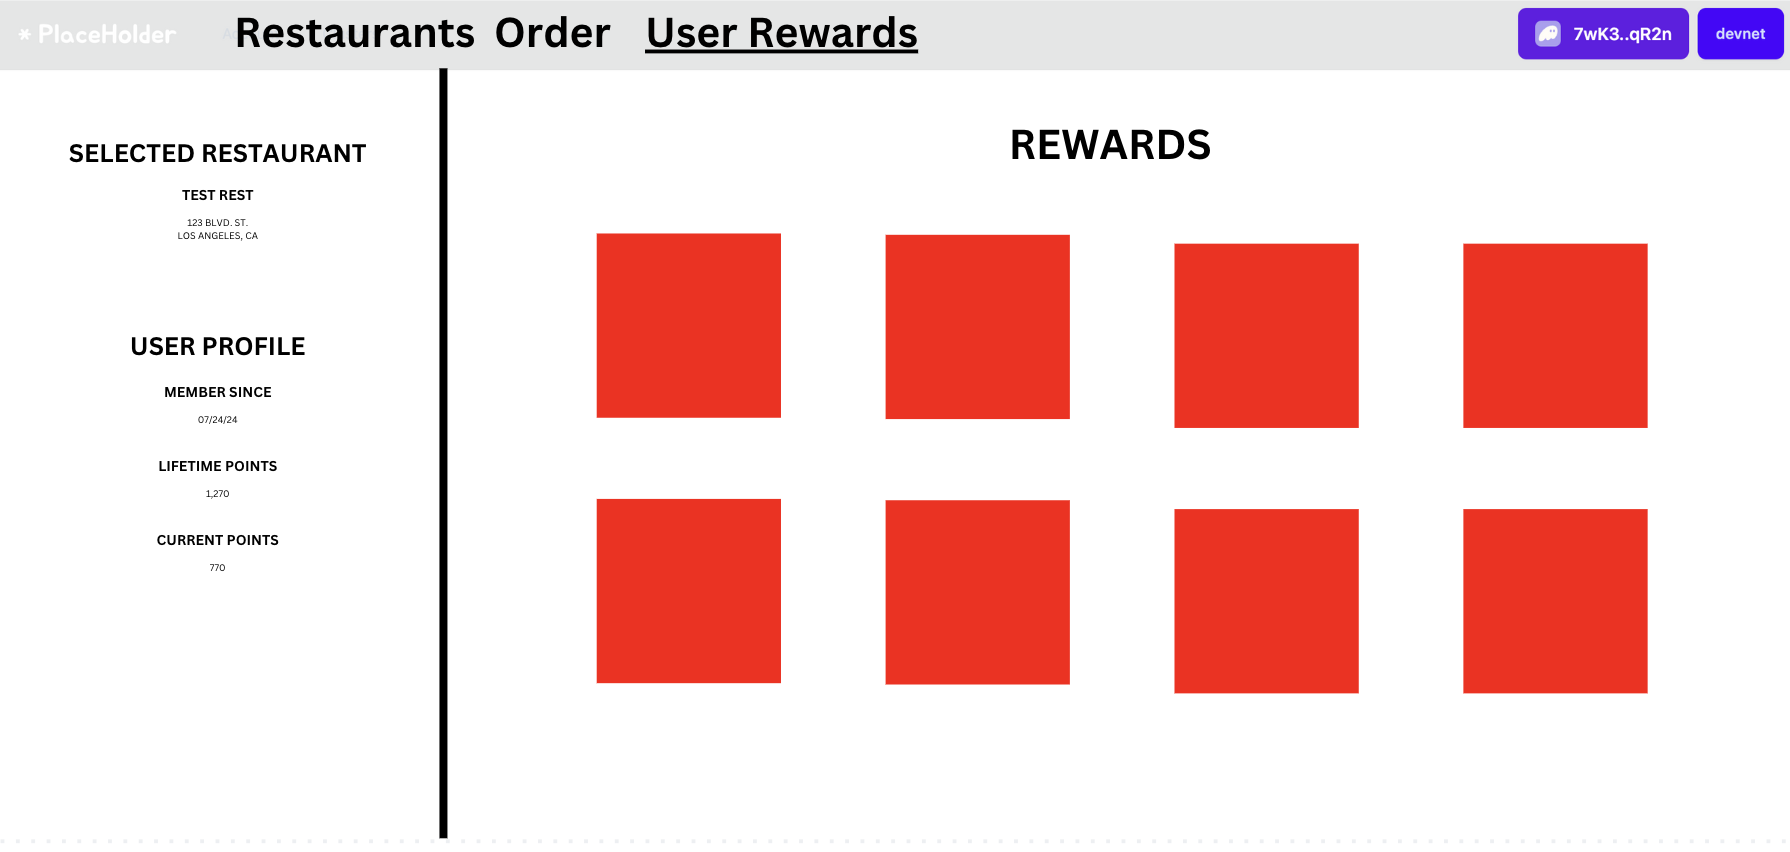 * PlaceHolder
Restaurants Order User Rewards
7wK3..qR2n
devnet
SELECTED RESTAURANT
TEST REST
123 BLVD. ST.
LOS ANGELES, CA
USER PROFILE
MEMBER SINCE
07/24/24
LIFETIME POINTS
1,270
CURRENT POINTS
770
REWARDS